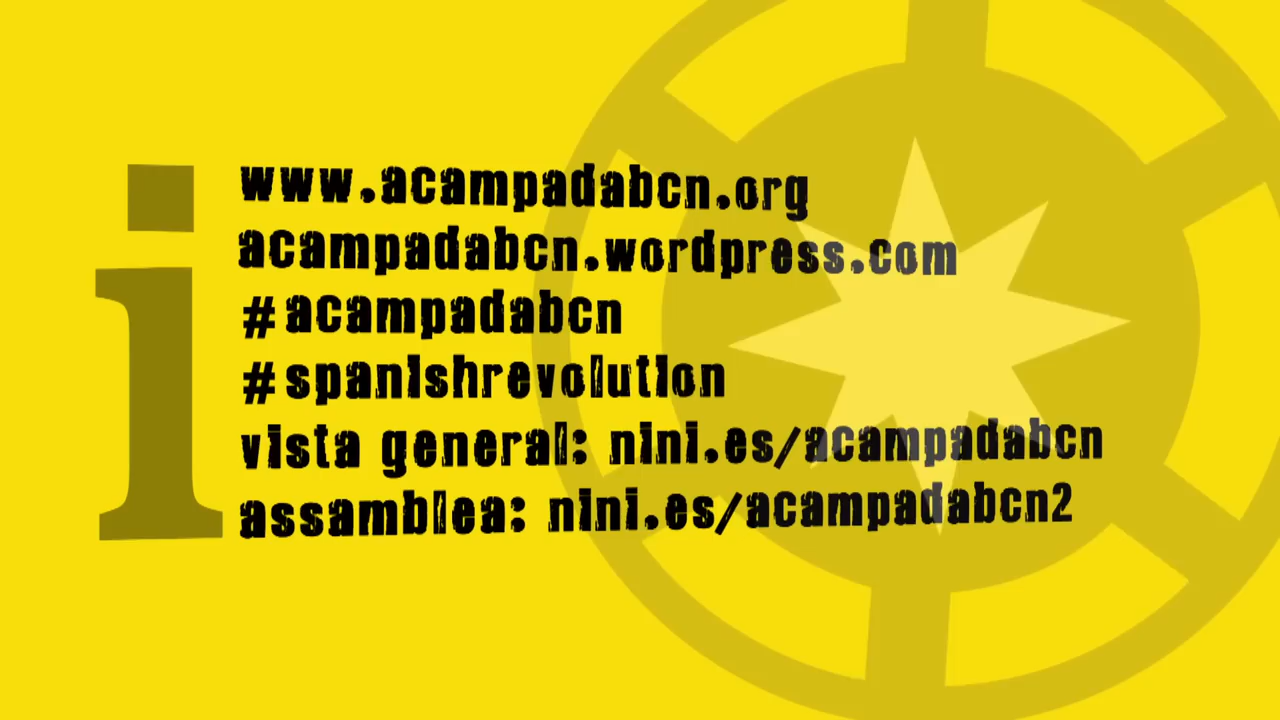 i
www.acampadabcn.org
acampadabcn.wordpress.com
#acampadabcn
#spanishrevolution
vista general: nini.es/acampadabcn
assamblea: nini.es/acampadabcn2